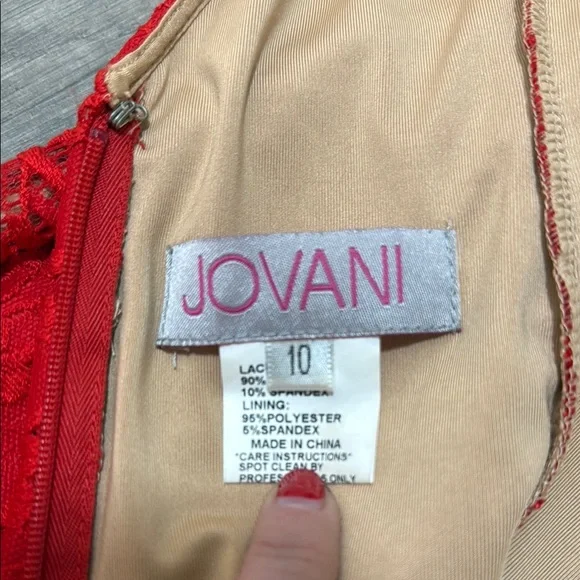 JOVANI
10
LAC
90%
10% SPANDEX
LINING:
95%POLYESTER
5%SPANDEX
MADE IN CHINA
"CARE INSTRUCTIONS"
SPOT CLEAN BY
ONLY